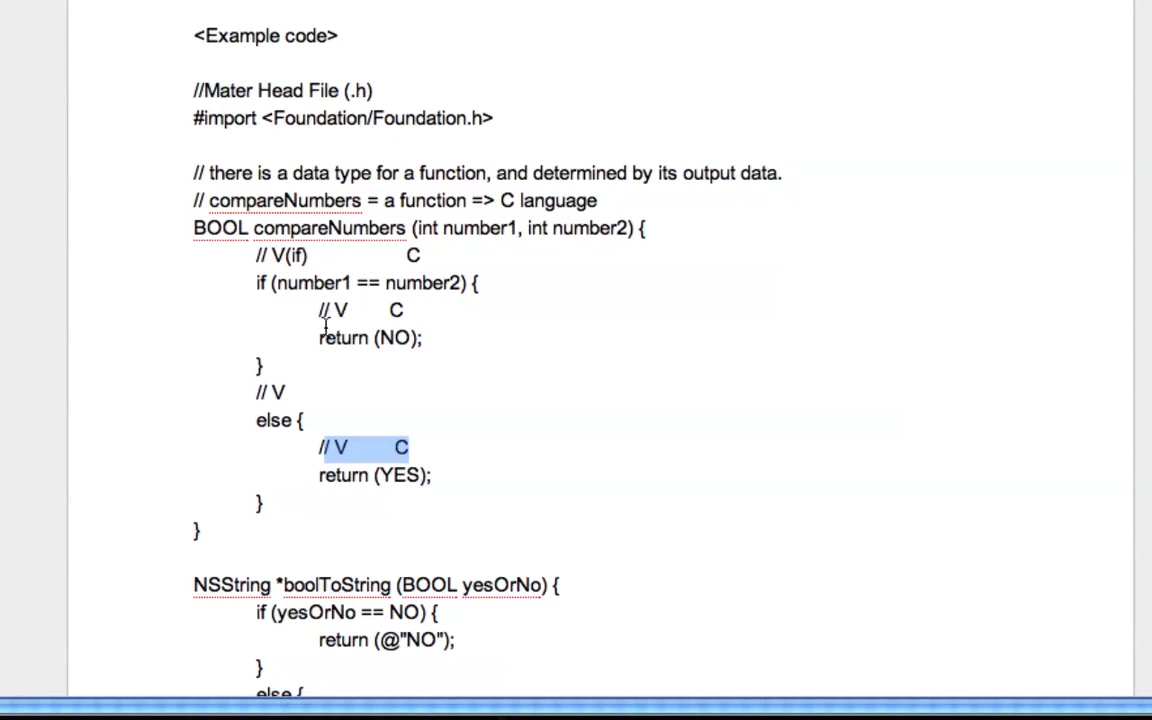 <Example code>
//Mater Head File (.h)
#import <Foundation/Foundation.h>
// there is a data type for a function, and determined by its output data.
// compareNumbers = a function => C language
BOOL compareNumbers (int number1, int number2) {
// V(if) C
if (number1 == number2) {
// V C
return (NO);
}
// V
else {
// V C
return (YES);
}
}
NSString *boolToString (BOOL yesOrNo) {
if (yesOrNo == NO) {
return (@"NO");
}
else {